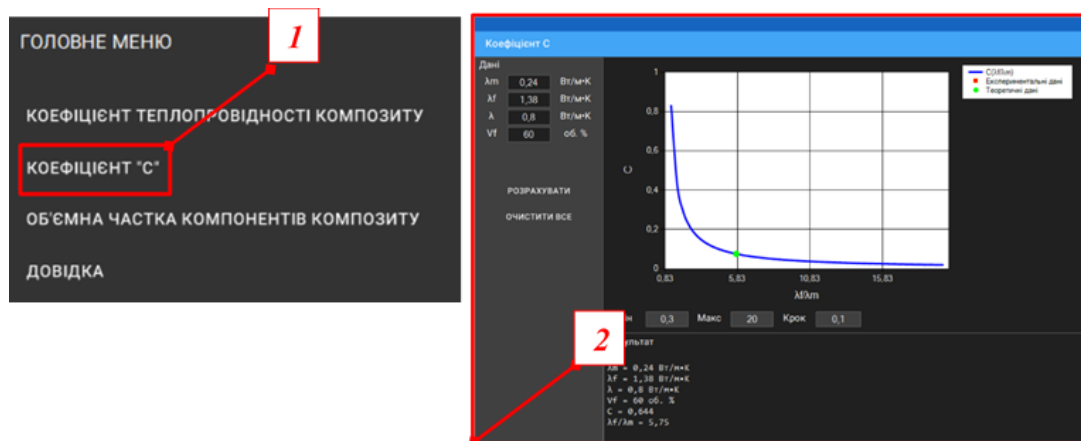 ГОЛОВНЕ МЕНЮ
1
КОЕФІЦІЄНТ ТЕПЛОПРОВІДНОСТІ КОМПОЗИТУ
КОЕФІЦІЄНТ "С"
ОБ'ЄМНА ЧАСТКА КОМПОНЕНТІВ КОМПОЗИТУ
ДОВІДКА
Коефіцієнт С
Дані
λm 0,24 Вт/м•К
λf 1,38 Вт/м•К
λ 0,8 Вт/м•К
Vf 60 об. %
РОЗРАХУВАТИ
ОЧИСТИТИ ВСЕ
C
1
0,8
0,6
0,4
0,2
0
0,83 5,83 10,83 15,83
λf/λm
C(λf/λm)
Експериментальні дані
Теоретичні дані
0,3 Макс 20 Крок 0,1
2
λm = 0,24 Вт/м•К
λf = 1,38 Вт/м•К
λ = 0,8 Вт/м•К
Vf = 60 об. %
C = 0,644
λf/λm = 5,75